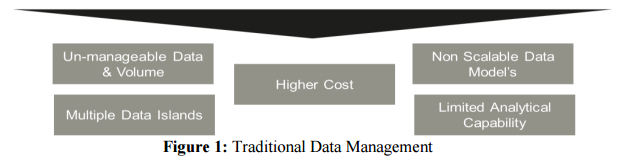 Un-manageable Data
& Volume
Multiple Data Islands
Higher Cost
Non Scalable Data
Model's
Limited Analytical
Capability
Figure 1: Traditional Data Management